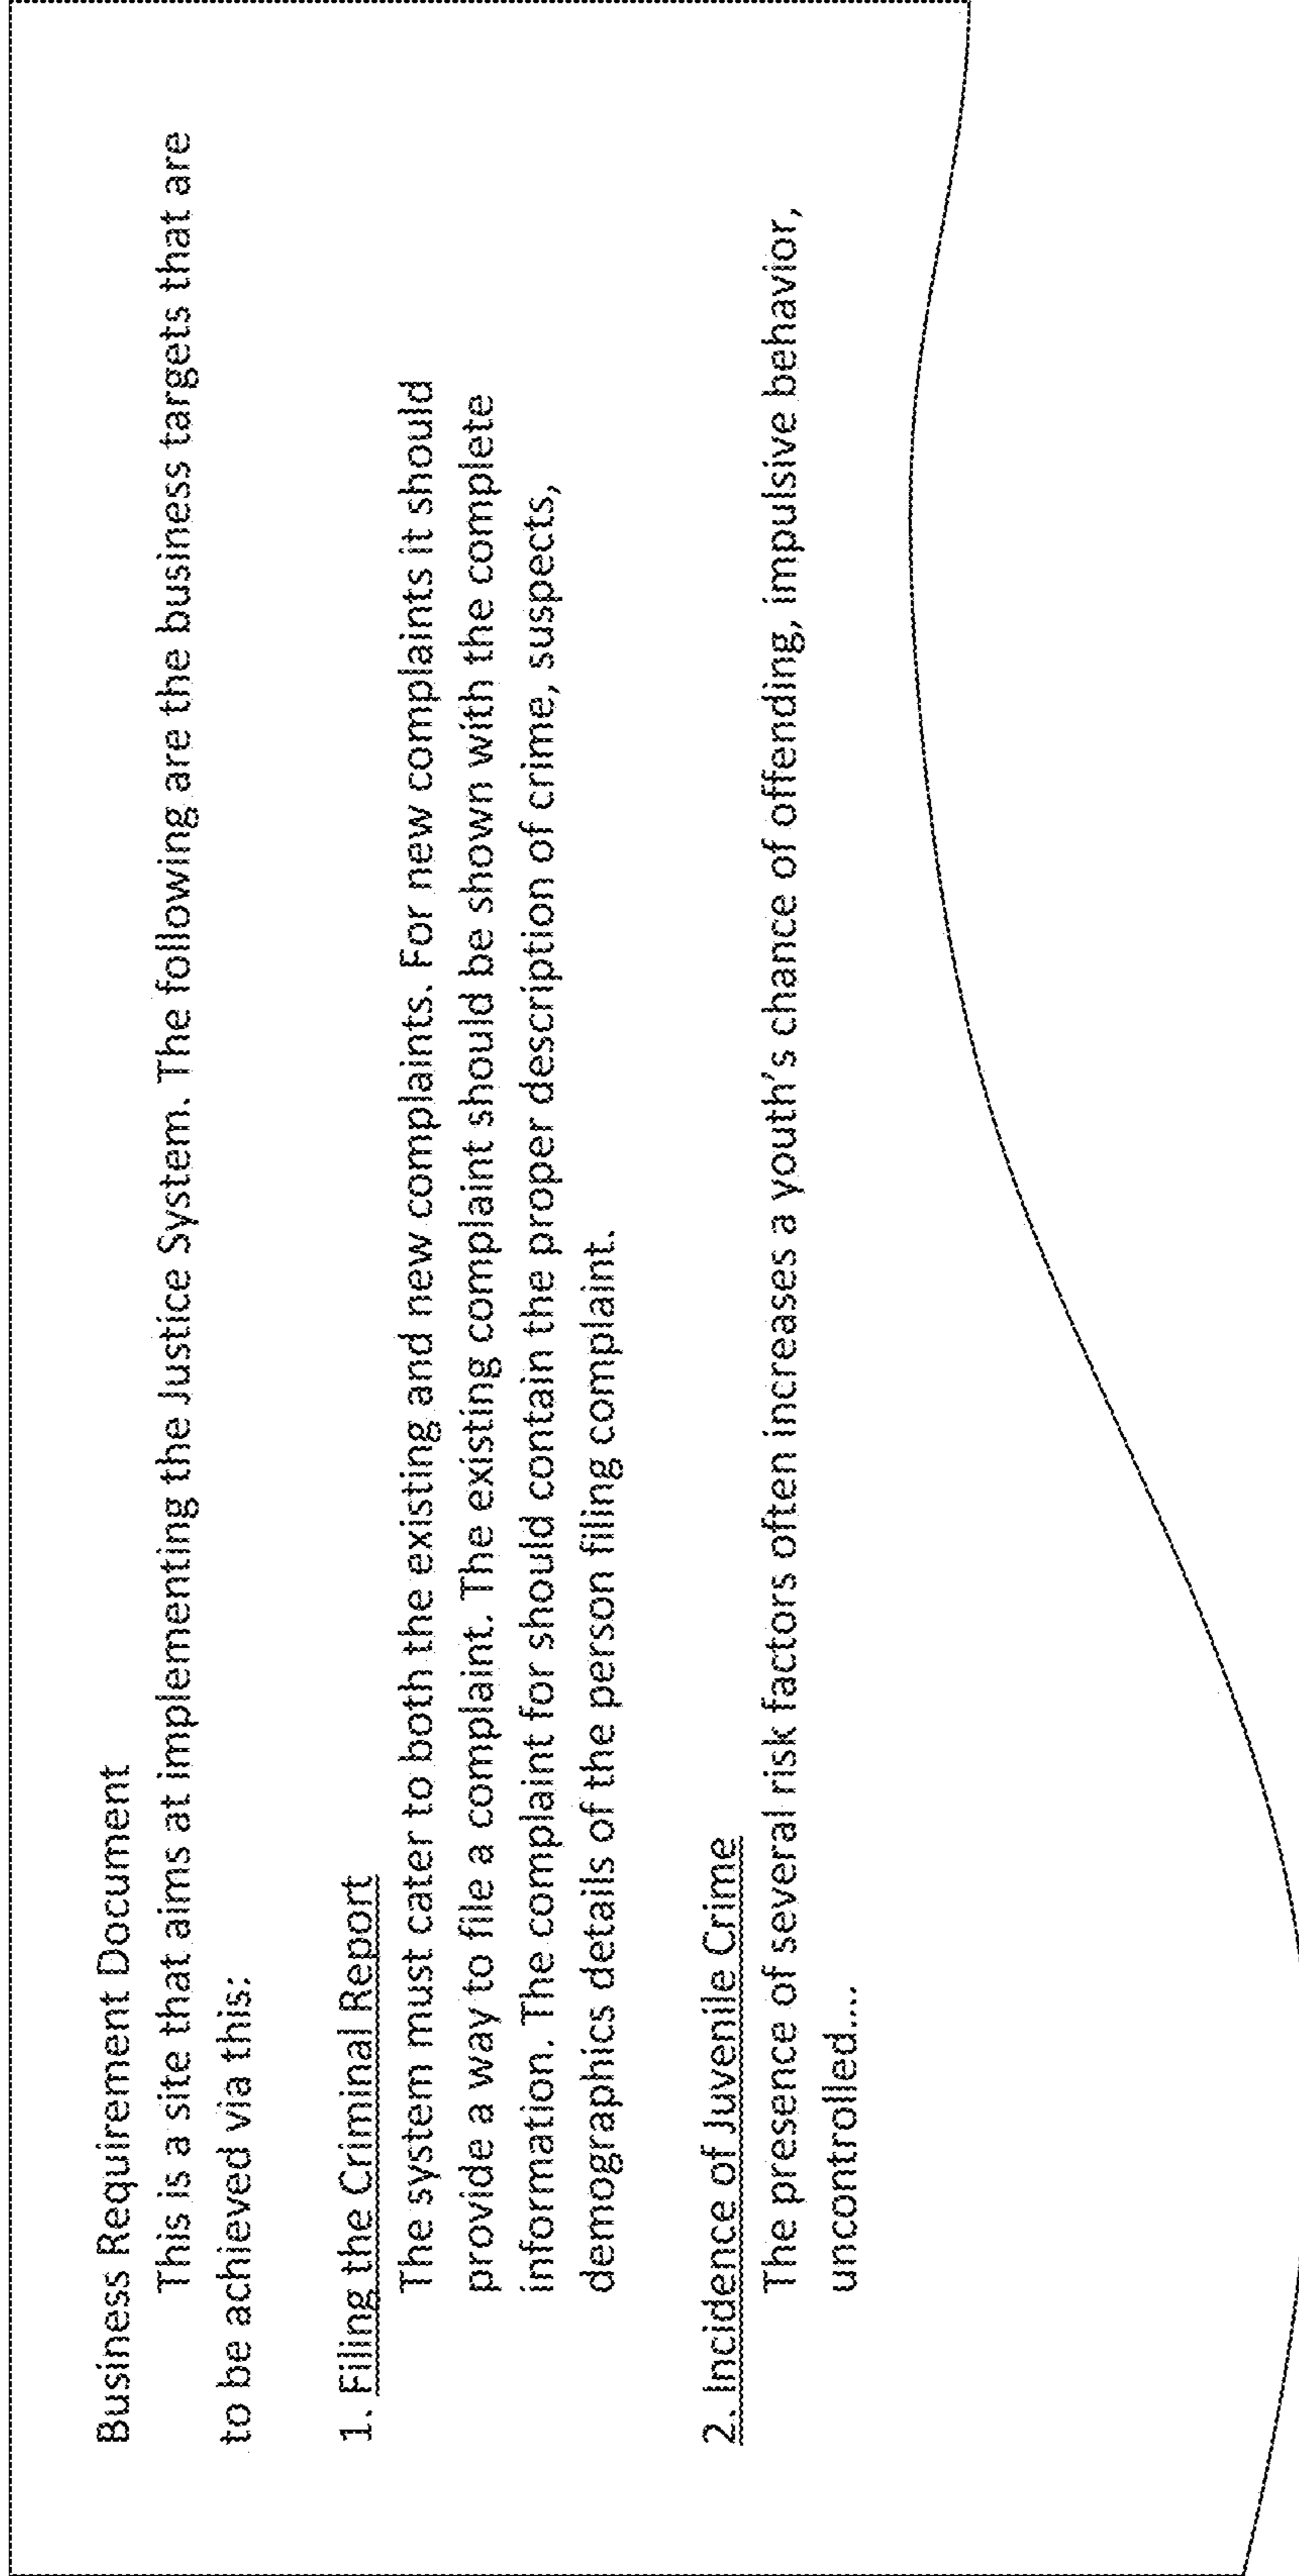 Business Requirement Document
This is a site that aims at implementing the Justice System. The following are the business targets that are
to be achieved via this:
1. Filling the Criminal Report
The system must cater to both the existing and new complaints. For new complaints it should
provide a way to file a complaint. The existing complaint should be shown with the complete
information. The complaint for should contain the proper description of crime, suspects,
demographics details of the person filing complaint.
2. Incidence of Juvenile Crime
The presence of several risk factors often increases a youth's chance of offending, impulsive behavior,
uncontrolled....